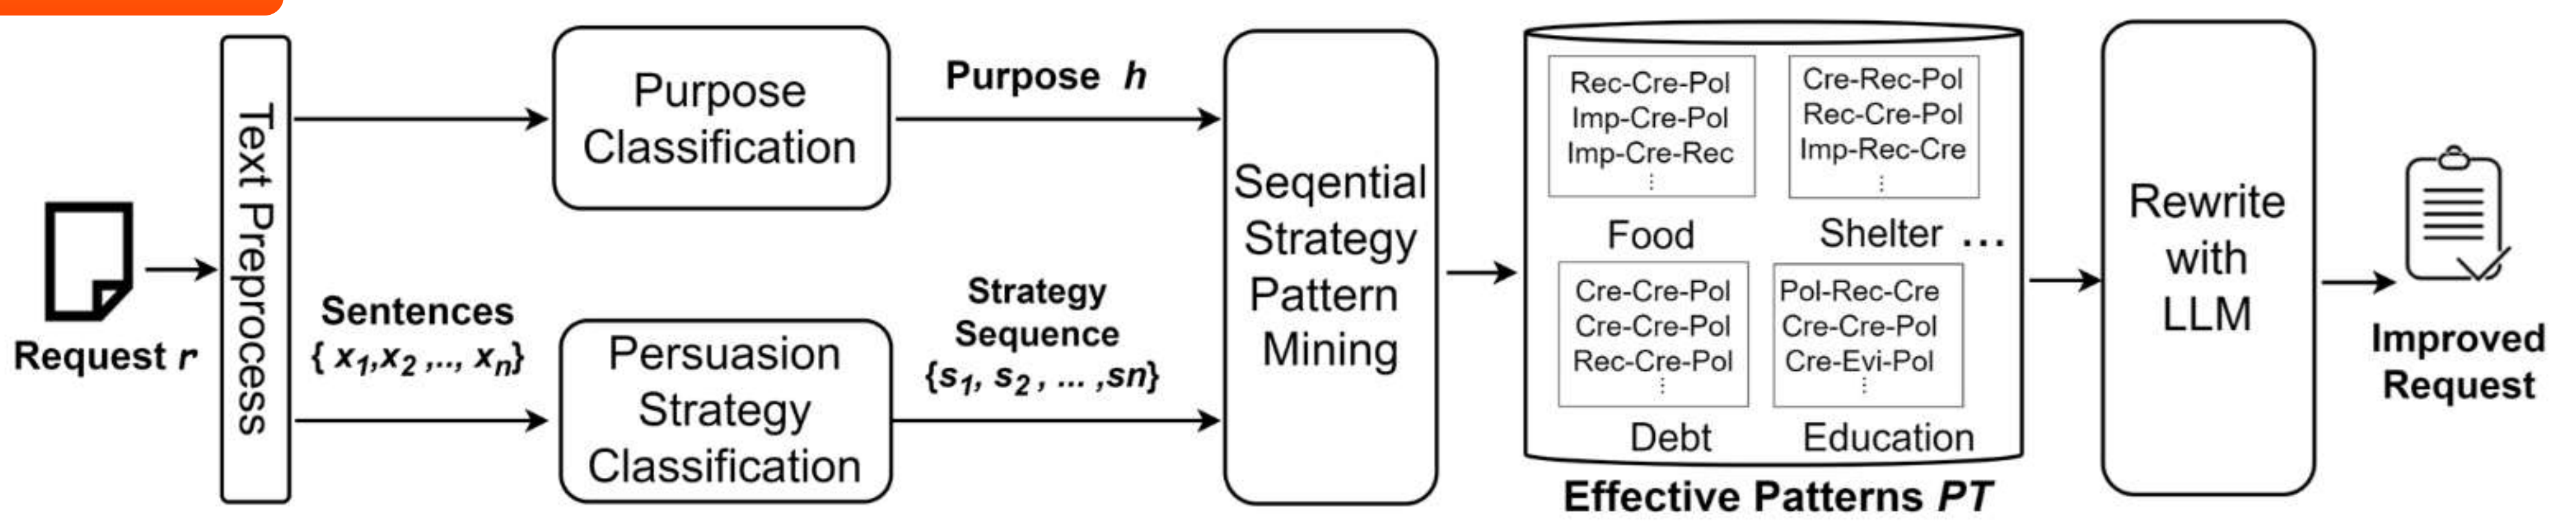 Request r
Text Preprocess
Sentences
{ x1,x2 ,.., xn}
Purpose
Classification
Persuasion
Strategy
Classification
Purpose h
Strategy
Sequence
{s1, s2 , ... ,sn}
Seqential
Strategy
Pattern
Mining
Rec-Cre-Pol
Imp-Cre-Pol
Imp-Cre-Rec
⋮
Food
Cre-Rec-Pol
Rec-Cre-Pol
Imp-Rec-Cre
⋮
Shelter ...
Cre-Cre-Pol
Cre-Cre-Pol
Rec-Cre-Pol
⋮
Debt
Pol-Rec-Cre
Cre-Cre-Pol
Cre-Evi-Pol
⋮
Education
Effective Patterns PT
Rewrite
with
LLM
Improved
Request